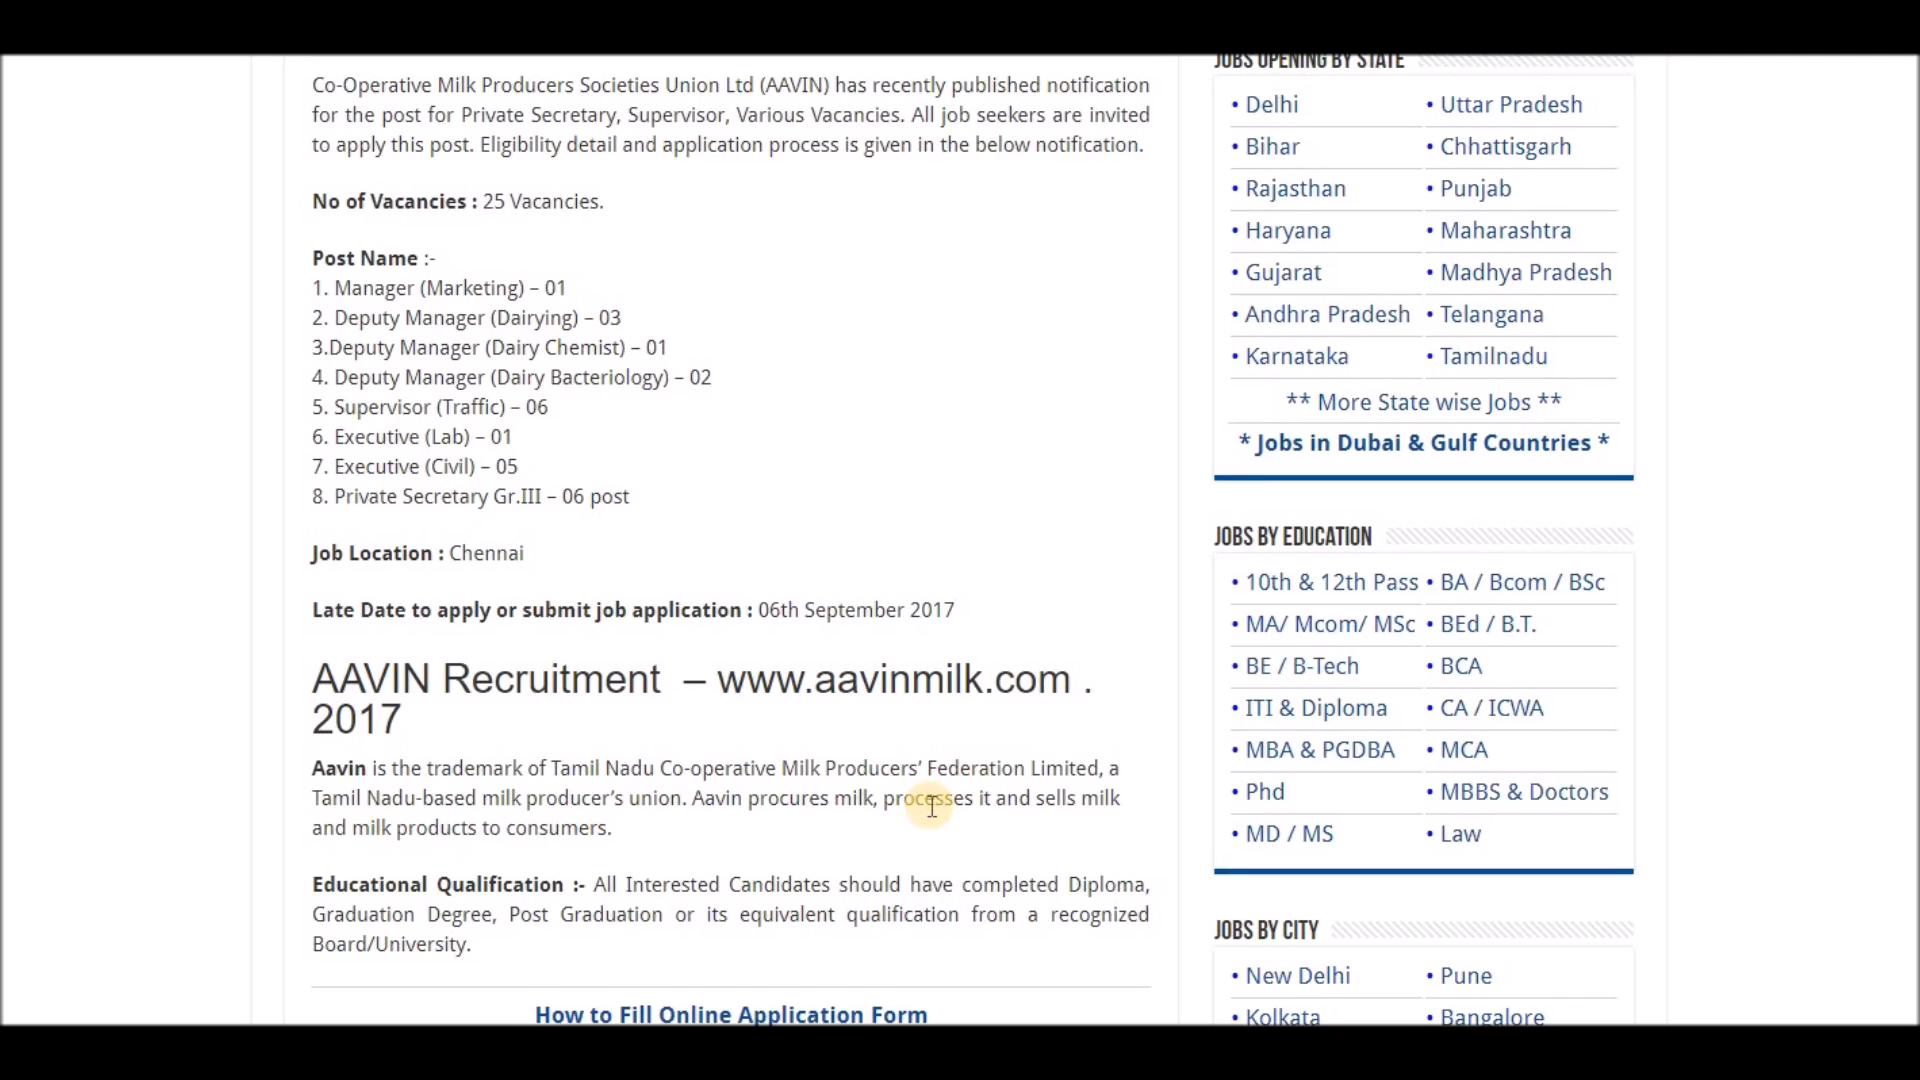 Co-Operative Milk Producers Societies Union Ltd (AAVIN) has recently published notification
for the post for Private Secretary, Supervisor, Various Vacancies. All job seekers are invited
to apply this post. Eligibility detail and application process is given in the below notification.
No of Vacancies : 25 Vacancies.
Post Name :-
1. Manager (Marketing) – 01
2. Deputy Manager (Dairying) – 03
3.Deputy Manager (Dairy Chemist) – 01
4. Deputy Manager (Dairy Bacteriology) – 02
5. Supervisor (Traffic) – 06
6. Executive (Lab) – 01
7. Executive (Civil) – 05
8. Private Secretary Gr.III – 06 post
Job Location : Chennai
Late Date to apply or submit job application : 06th September 2017
AAVIN Recruitment – www.aavinmilk.com .
2017
Aavin is the trademark of Tamil Nadu Co-operative Milk Producers’ Federation Limited, a
Tamil Nadu-based milk producer’s union. Aavin procures milk, processes it and sells milk
and milk products to consumers.
Educational Qualification :- All Interested Candidates should have completed Diploma,
Graduation Degree, Post Graduation or its equivalent qualification from a recognized
Board/University.
How to Fill Online Application Form
JOBS OPENING BY STATE
• Delhi • Uttar Pradesh
• Bihar • Chhattisgarh
• Rajasthan • Punjab
• Haryana • Maharashtra
• Gujarat • Madhya Pradesh
• Andhra Pradesh • Telangana
• Karnataka • Tamilnadu
** More State wise Jobs **
* Jobs in Dubai & Gulf Countries *
JOBS BY EDUCATION
• 10th & 12th Pass • BA / Bcom / BSc
• MA/ Mcom/ MSc • BEd / B.T.
• BE / B-Tech • BCA
• ITI & Diploma • CA / ICWA
• MBA & PGDBA • MCA
• Phd • MBBS & Doctors
• MD / MS • Law
JOBS BY CITY
• New Delhi • Pune
• Kolkata • Bangalore